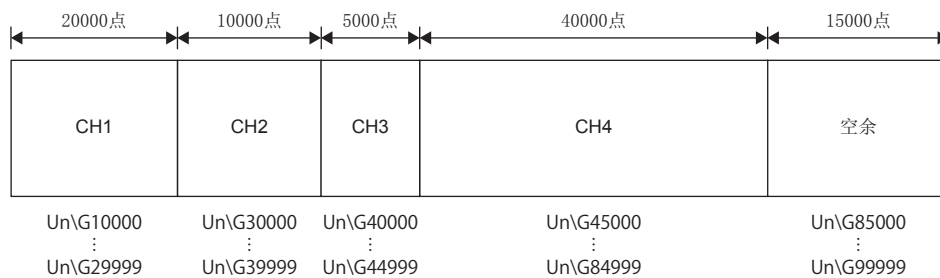 20000点 10000点 5000点 40000点 15000点
CH1 CH2 CH3 CH4 空余
Un\G10000 Un\G30000 Un\G40000 Un\G45000 Un\G85000
⋮ ⋮ ⋮ ⋮ ⋮
Un\G29999 Un\G39999 Un\G44999 Un\G84999 Un\G99999